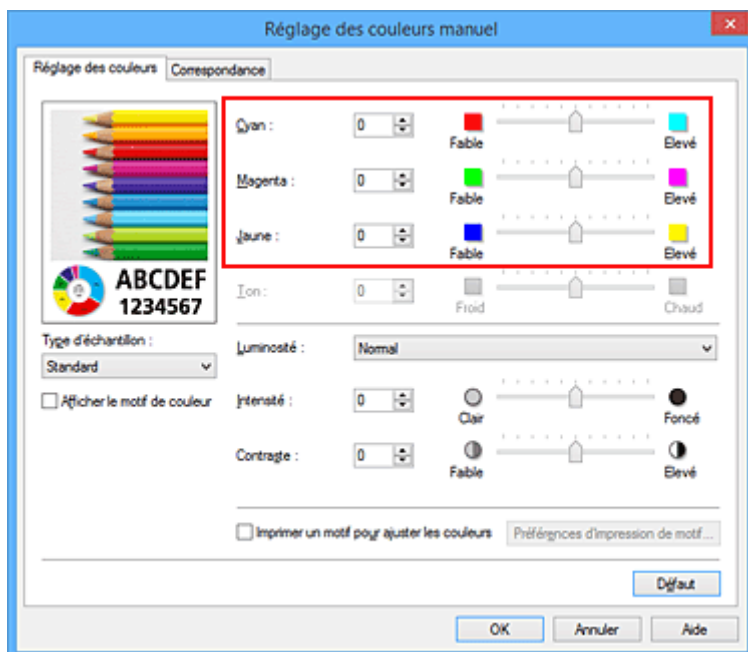 Réglage des couleurs manuel
Réglage des couleurs
Correspondance
ABCDEF
1234567
Type d'échantillon :
Standard
Afficher le motif de couleur
Cyan :
0
Faible
Elevé
Magenta :
0
Faible
Elevé
Jaune :
0
Faible
Elevé
Ton :
0
Froid
Chaud
Luminosité :
Normal
Intensité :
0
Clair
Foncé
Contraste :
0
Faible
Elevé
Imprimer un motif pour ajuster les couleurs
Préférences d'impression de motif...
Défaut
OK
Annuler
Aide